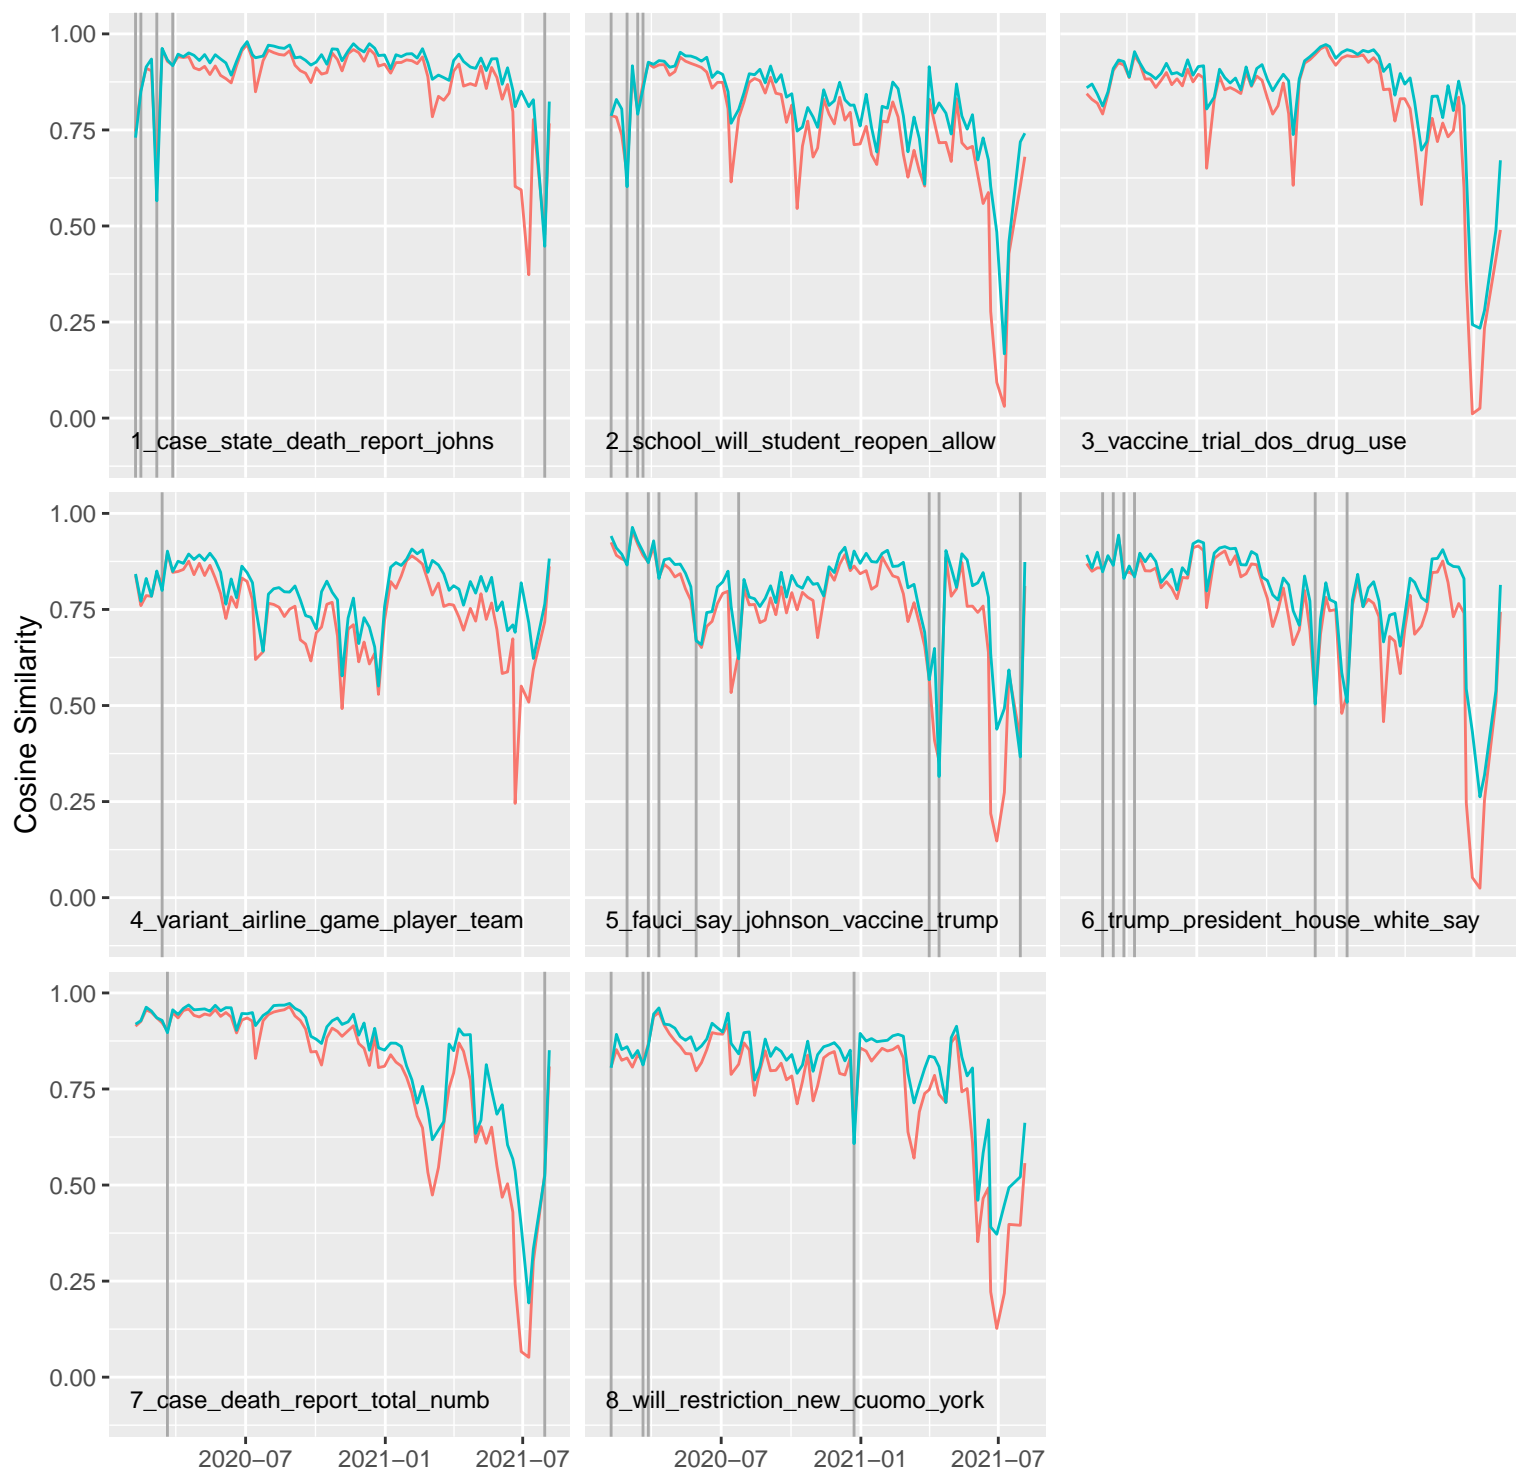 1.00
0.75
0.50
0.25
0.00
1_case_state_death_report_johns
2_school_will_student_reopen_allow
3_vaccine_trial_dos_drug_use
Cosine Similarity
1.00
0.75
0.50
0.25
0.00
4_variant_airline_game_player_team
5_fauci_say_johnson_vaccine_trump
6_trump_president_house_white_say
1.00
0.75
0.50
0.25
0.00
7_case_death_report_total_numb
8_will_restriction_new_cuomo_york
2020−07 2021−01 2021−07
2020−07 2021−01 2021−07